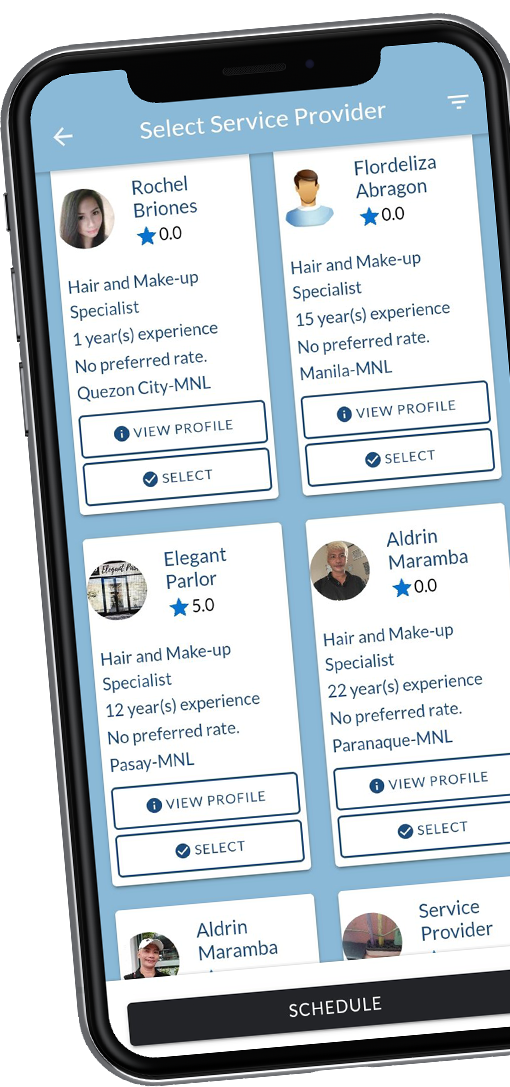 Select Service Provider
Rochel
Briones
0.0
Hair and Make-up
Specialist
1 year(s) experience
No preferred rate.
Quezon City-MNL
VIEW PROFILE
SELECT
Flordeliza
Abragon
0.0
Hair and Make-up
Specialist
15 year(s) experience
No preferred rate.
Manila-MNL
VIEW PROFILE
SELECT
Elegant Par
Elegant
Parlor
5.0
Hair and Make-up
Specialist
12 year(s) experience
No preferred rate.
Pasay-MNL
VIEW PROFILE
SELECT
Aldrin
Maramba
0.0
Hair and Make-up
Specialist
22 year(s) experience
No preferred rate.
Paranaque-MNL
VIEW PROFILE
SELECT
Aldrin
Maramba
Service
Provider
SCHEDULE